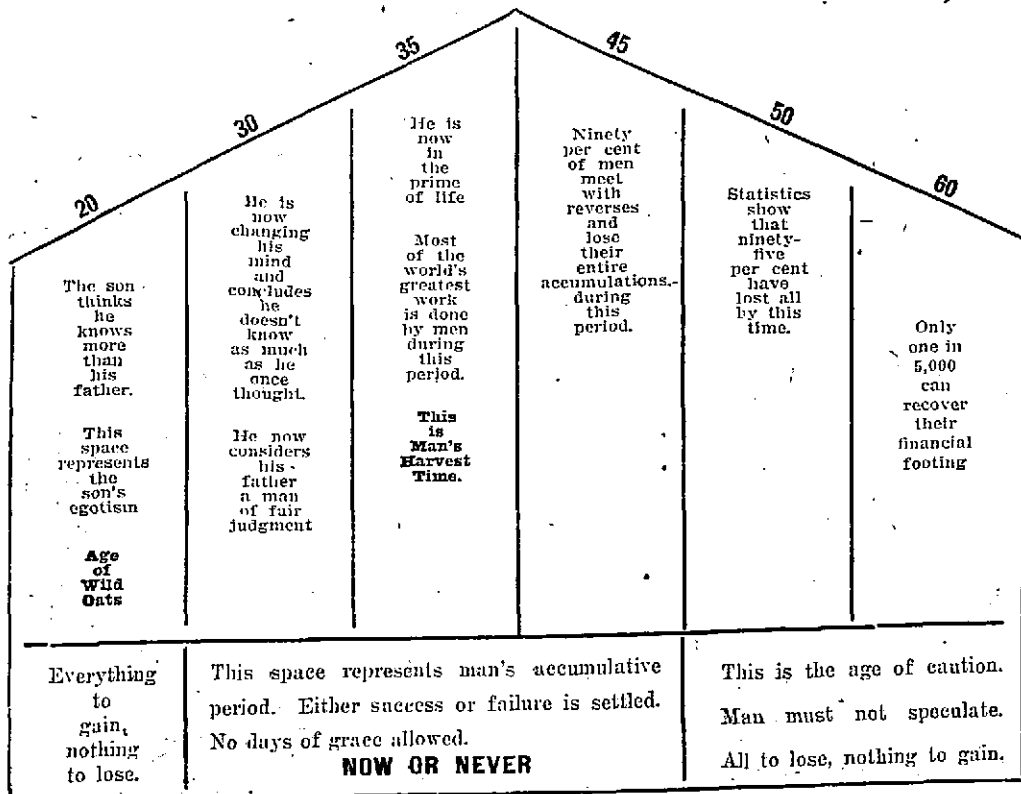 20
30
35
45
50
60
The son
thinks
he
knows
more
than
his
father.
This
space
represents
the
son's
egotism
Age
of
Wild
Oats
He is
now
changing
his
mind
and
concludes
he
doesn't
know
as much
as he
once
thought.
He now
considers
his
father
a man
of fair
judgment
He is
now
in
the
prime
of life
Most
of the
world's
greatest
work
is done
by men
during
this
period.
This
is
Man's
Harvest
Time.
Ninety
per cent
of men
meet
with
reverses
and
lose
their
entire
accumulations
during
this
period.
Statistics
show
that
ninety-
five
per cent
have
lost all
by this
time.
Only
one in
5,000
can
recover
their
financial
footing
Everything
to
gain,
nothing
to lose.
This space represents man's accumulative
period. Either success or failure is settled.
No days of grace allowed.
NOW OR NEVER
This is the age of caution.
Man must not speculate.
All to lose, nothing to gain.